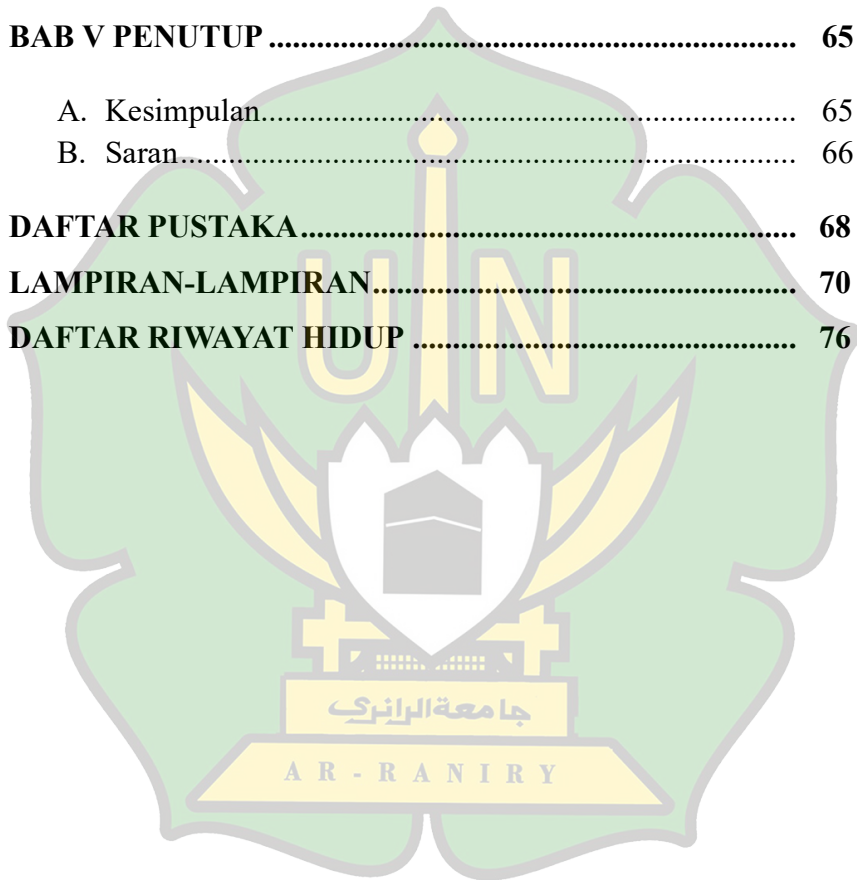 BAB V PENUTUP ................................................................ 65
A. Kesimpulan................................................................. 65
B. Saran........................................................................... 66
DAFTAR PUSTAKA............................................................ 68
LAMPIRAN-LAMPIRAN................................................... 70
DAFTAR RIWAYAT HIDUP .............................................. 76
UIN
جامعةالرانري
AR-RANIRY